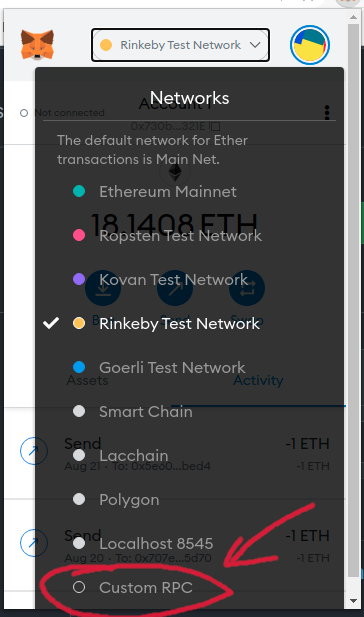 Rinkeby Test Network
Networks
Not connected
Account 1
0x730b...321E
The default network for Ether
transactions is Main Net.
Ethereum Mainnet
18.1408 ETH
Ropsten Test Network
Kovan Test Network
Rinkeby Test Network
Goerli Test Network
Assets
Activity
Smart Chain
Send
-1 ETH
Lacchain
Aug 21 · To: 0x5e60...bed4
-1 ETH
Polygon
Send
-1 ETH
Localhost 8545
Aug 20 · To: 0x707e...5d70
-1 ETH
Custom RPC